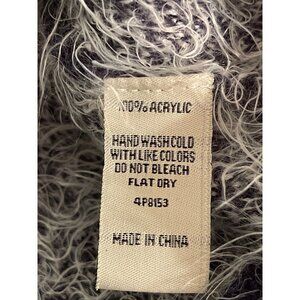 100% ACRYLIC
HAND WASH COLD
WITH LIKE COLORS
DO NOT BLEACH
FLAT DRY
4P8153
MADE IN CHINA